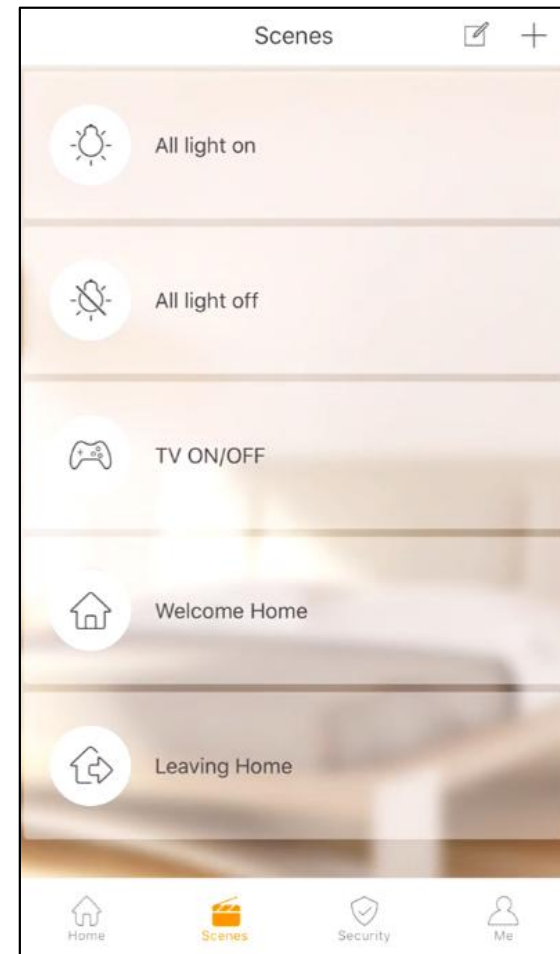 Scenes
All light on
All light off
TV ON/OFF
Welcome Home
Leaving Home
Home Scenes Security Me